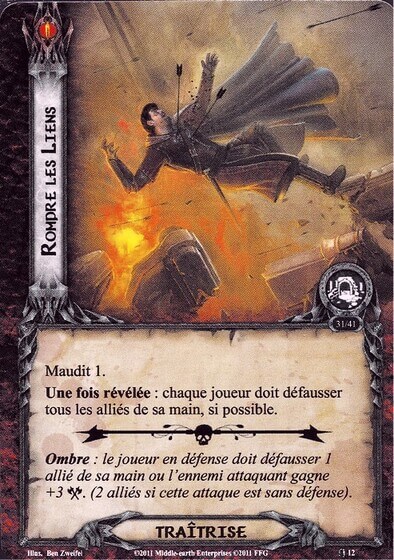 ROMPRE LES LIENS
31/41
Maudit 1.
Une fois révélée : chaque joueur doit défausser
tous les alliés de sa main, si possible.
Ombre : le joueur en défense doit défausser 1
allié de sa main ou l'ennemi attaquant gagne
+3 . (2 alliés si cette attaque est sans défense).
TRAÎTRISE
Illus. Ben Zweifel
©2011 Middle-earth Enterprises ©2011 FFG
12